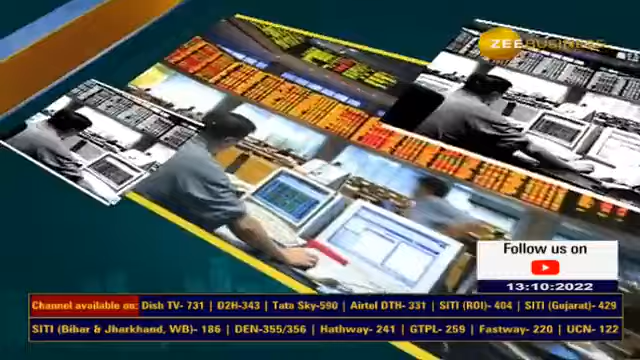 ZEE BUSINESS
Follow us on
13:10:2022
Channel available on: Dish TV- 731 | D2H-343 | Tata Sky-590 | Airtel DTH- 331 | SITI (ROI)- 404 | SITI (Gujarat)- 429
SITI (Bihar & Jharkhand, WB)- 186 | DEN-355/356 | Hathway- 241 | GTPL- 259 | Fastway- 220 | UCN- 122